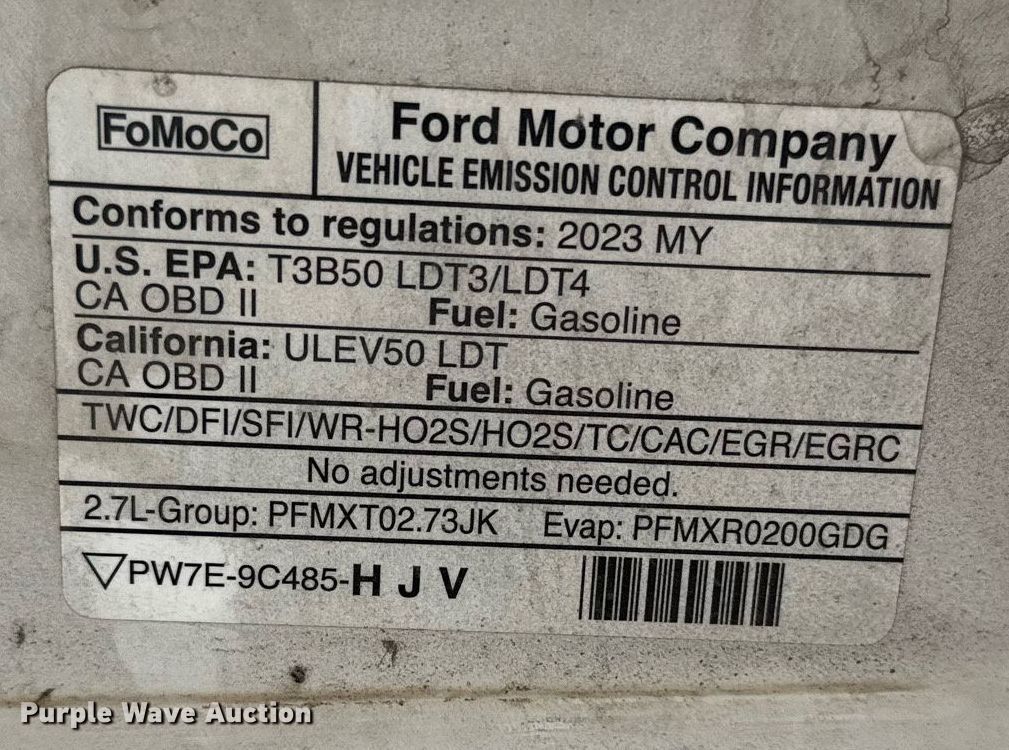 FoMoCo
Ford Motor Company
VEHICLE EMISSION CONTROL INFORMATION
Conforms to regulations: 2023 MY
U.S. EPA: T3B50 LDT3/LDT4
CA OBD II Fuel: Gasoline
California: ULEV50 LDT
CA OBD II Fuel: Gasoline
TWC/DFI/SFI/WR-HO2S/HO2S/TC/CAC/EGR/EGRC
No adjustments needed.
2.7L-Group: PFMXT02.73JK Evap: PFMXR0200GDG
PW7E-9C485-H J V
Purple Wave Auction